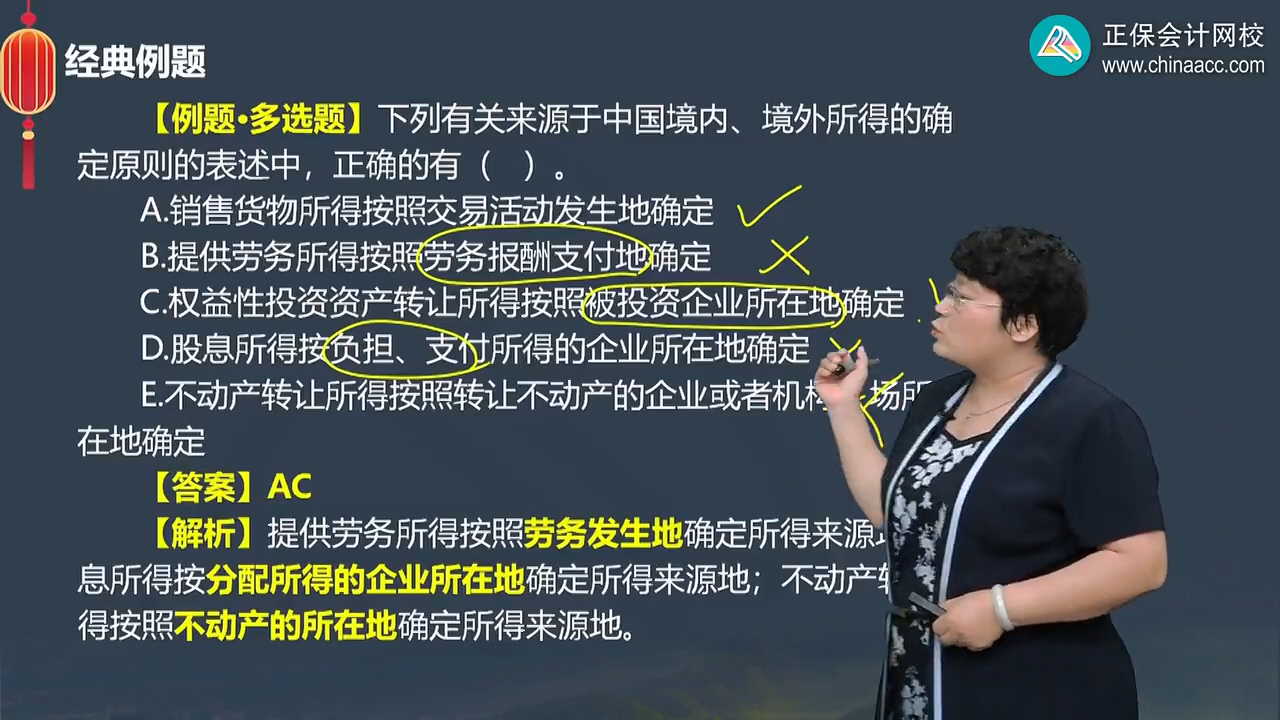 经典例题
正保会计网校
www.chinaacc.com
【例题•多选题】下列有关来源于中国境内、境外所得的确
定原则的表述中，正确的有（ ）。
A.销售货物所得按照交易活动发生地确定
B.提供劳务所得按照劳务报酬支付地确定
C.权益性投资资产转让所得按照被投资企业所在地确定
D.股息所得按负担、支付所得的企业所在地确定
E.不动产转让所得按照转让不动产的企业或者机构、场所
在地确定
【答案】AC
【解析】提供劳务所得按照劳务发生地确定所得来源
息所得按分配所得的企业所在地确定所得来源地；不动产
得按照不动产的所在地确定所得来源地。